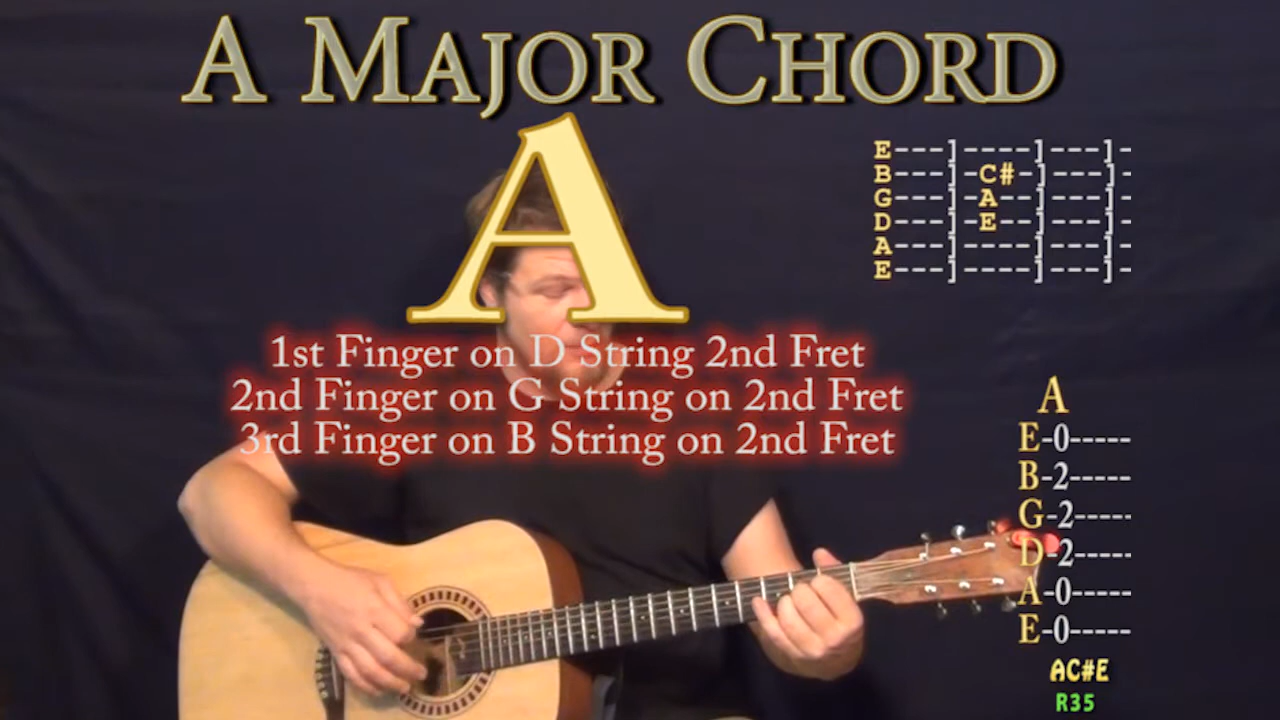 A MAJOR CHORD
A
1st Finger on D String 2nd Fret
2nd Finger on G String on 2nd Fret
3rd Finger on B String on 2nd Fret
E---]----]---]-
B---]-C#-]---]-
G---]-A--]---]-
D---]-E--]---]-
A---]----]---]-
E---]----]---]-
A
E-0-----
B-2-----
G-2-----
D-2-----
A-0-----
E-0-----
AC#E
R35